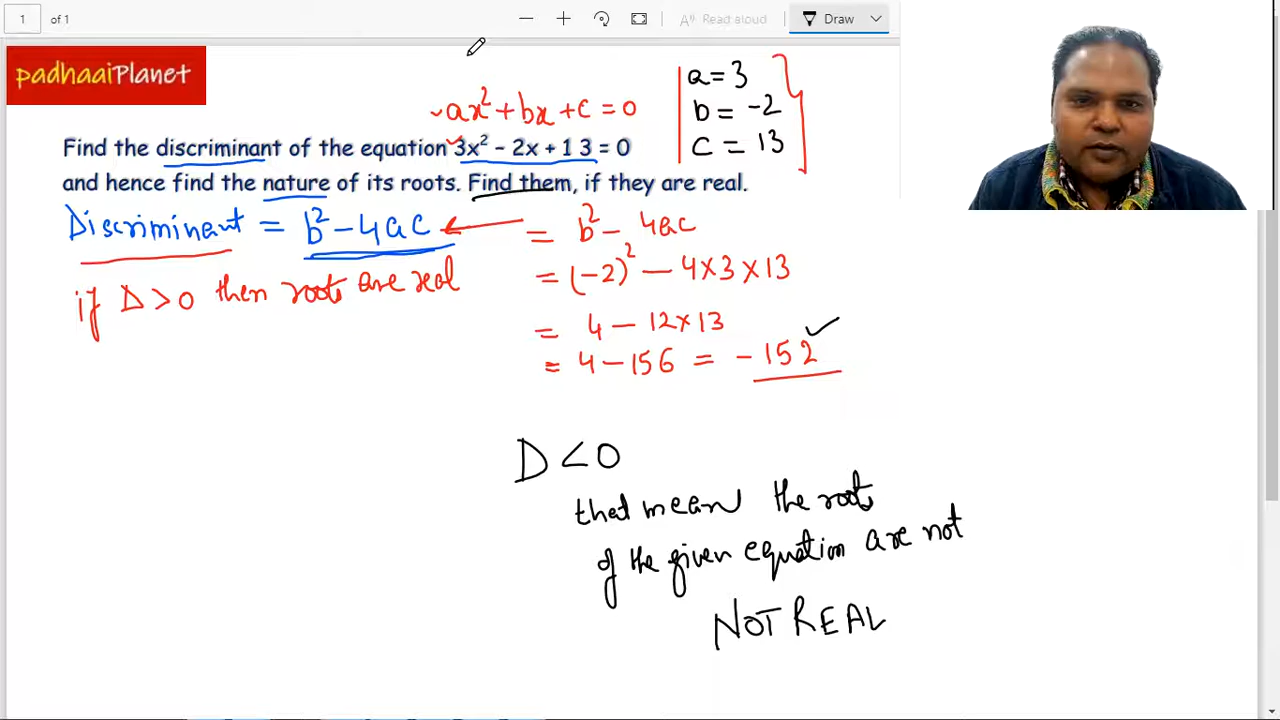 1 of 1
Read aloud
Draw
padhaaiPlanet
ax² + bx + c = 0
a = 3
b = -2
c = 13
Find the discriminant of the equation 3x² - 2x + 1 3 = 0
and hence find the nature of its roots. Find them, if they are real.
Discriminant = b² - 4ac
if D > 0 then roots are real
= b² - 4ac
= (-2)² - 4 x 3 x 13
= 4 - 12 x 13
= 4 - 156 = - 152
D < 0
that mean the roots
of the given equation are not
NOT REAL